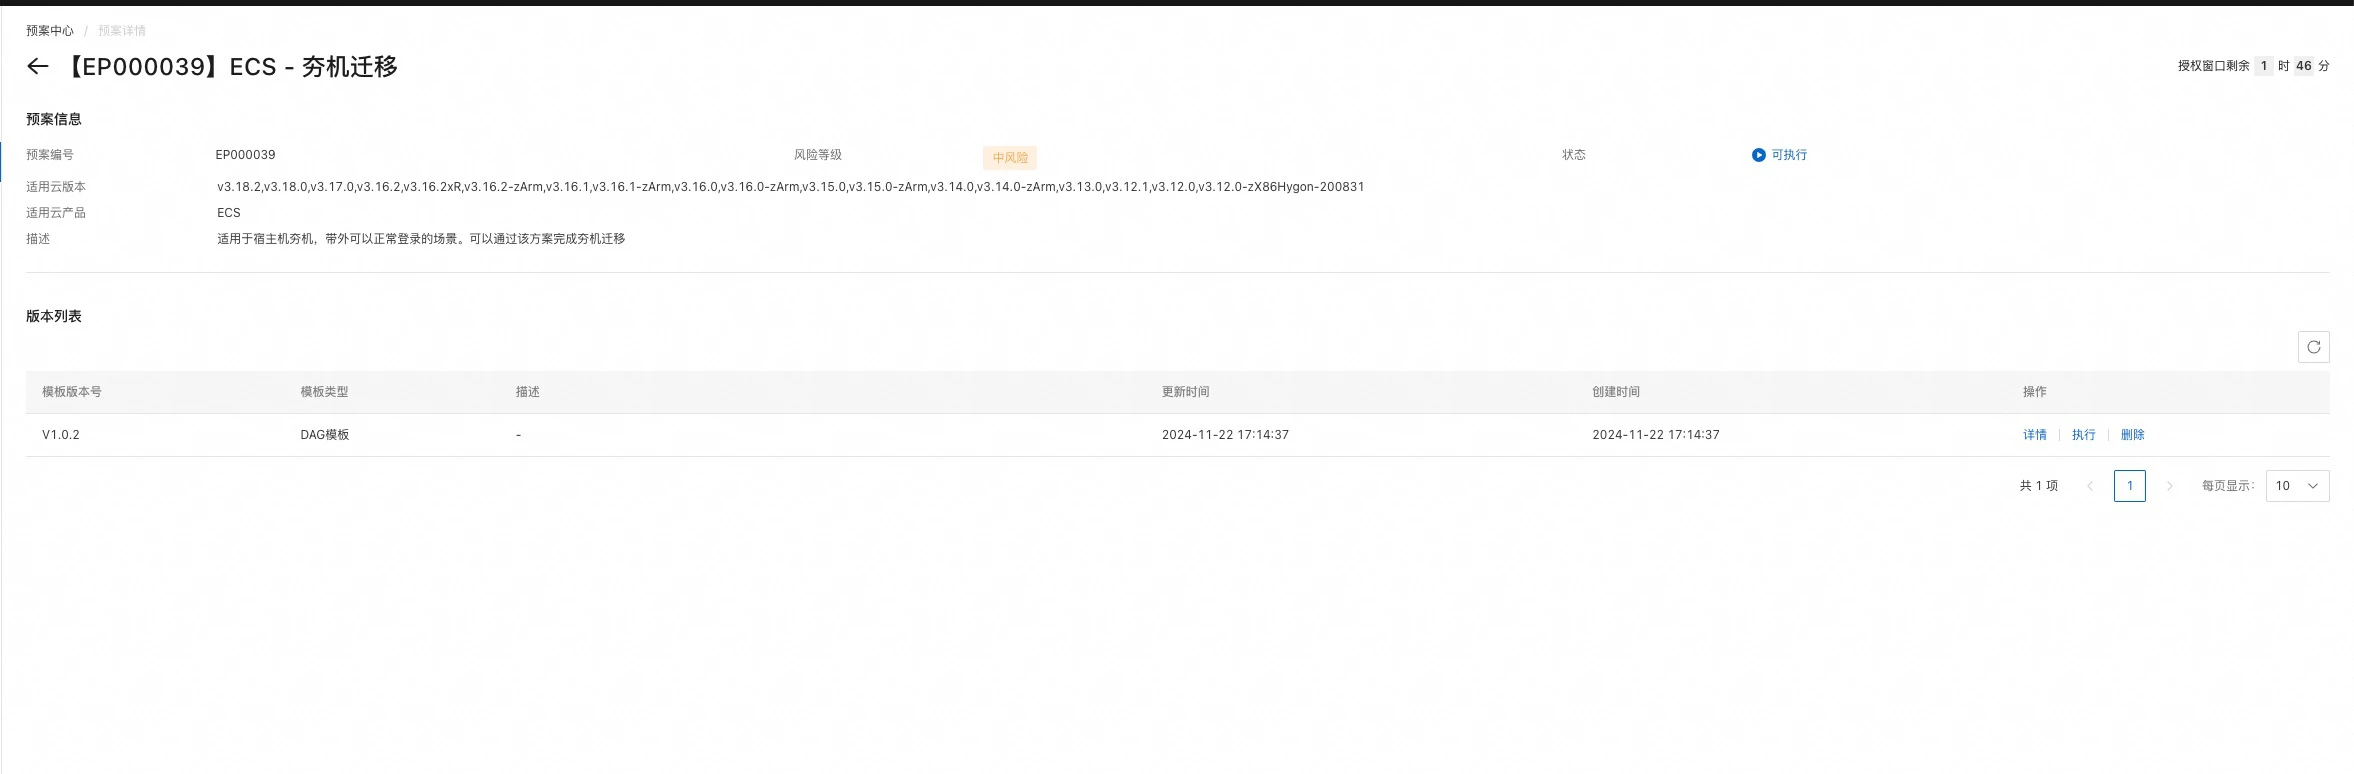 预案中心 / 预案详情
【EP000039】ECS - 夯机迁移
授权窗口剩余 1 时 46 分
预案信息
预案编号 EP000039 风险等级 中风险 状态 可执行
适用云版本 v3.18.2,v3.18.0,v3.17.0,v3.16.2,v3.16.2xR,v3.16.2-zArm,v3.16.1,v3.16.1-zArm,v3.16.0,v3.16.0-zArm,v3.15.0,v3.15.0-zArm,v3.14.0,v3.14.0-zArm,v3.13.0,v3.12.1,v3.12.0,v3.12.0-zX86Hygon-200831
适用云产品 ECS
描述 适用于宿主机夯机，带外可以正常登录的场景。可以通过该方案完成夯机迁移
版本列表
模板版本号 模板类型 描述 更新时间 创建时间 操作
V1.0.2 DAG模板 - 2024-11-22 17:14:37 2024-11-22 17:14:37 详情 执行 删除
共 1 项 1 每页显示： 10